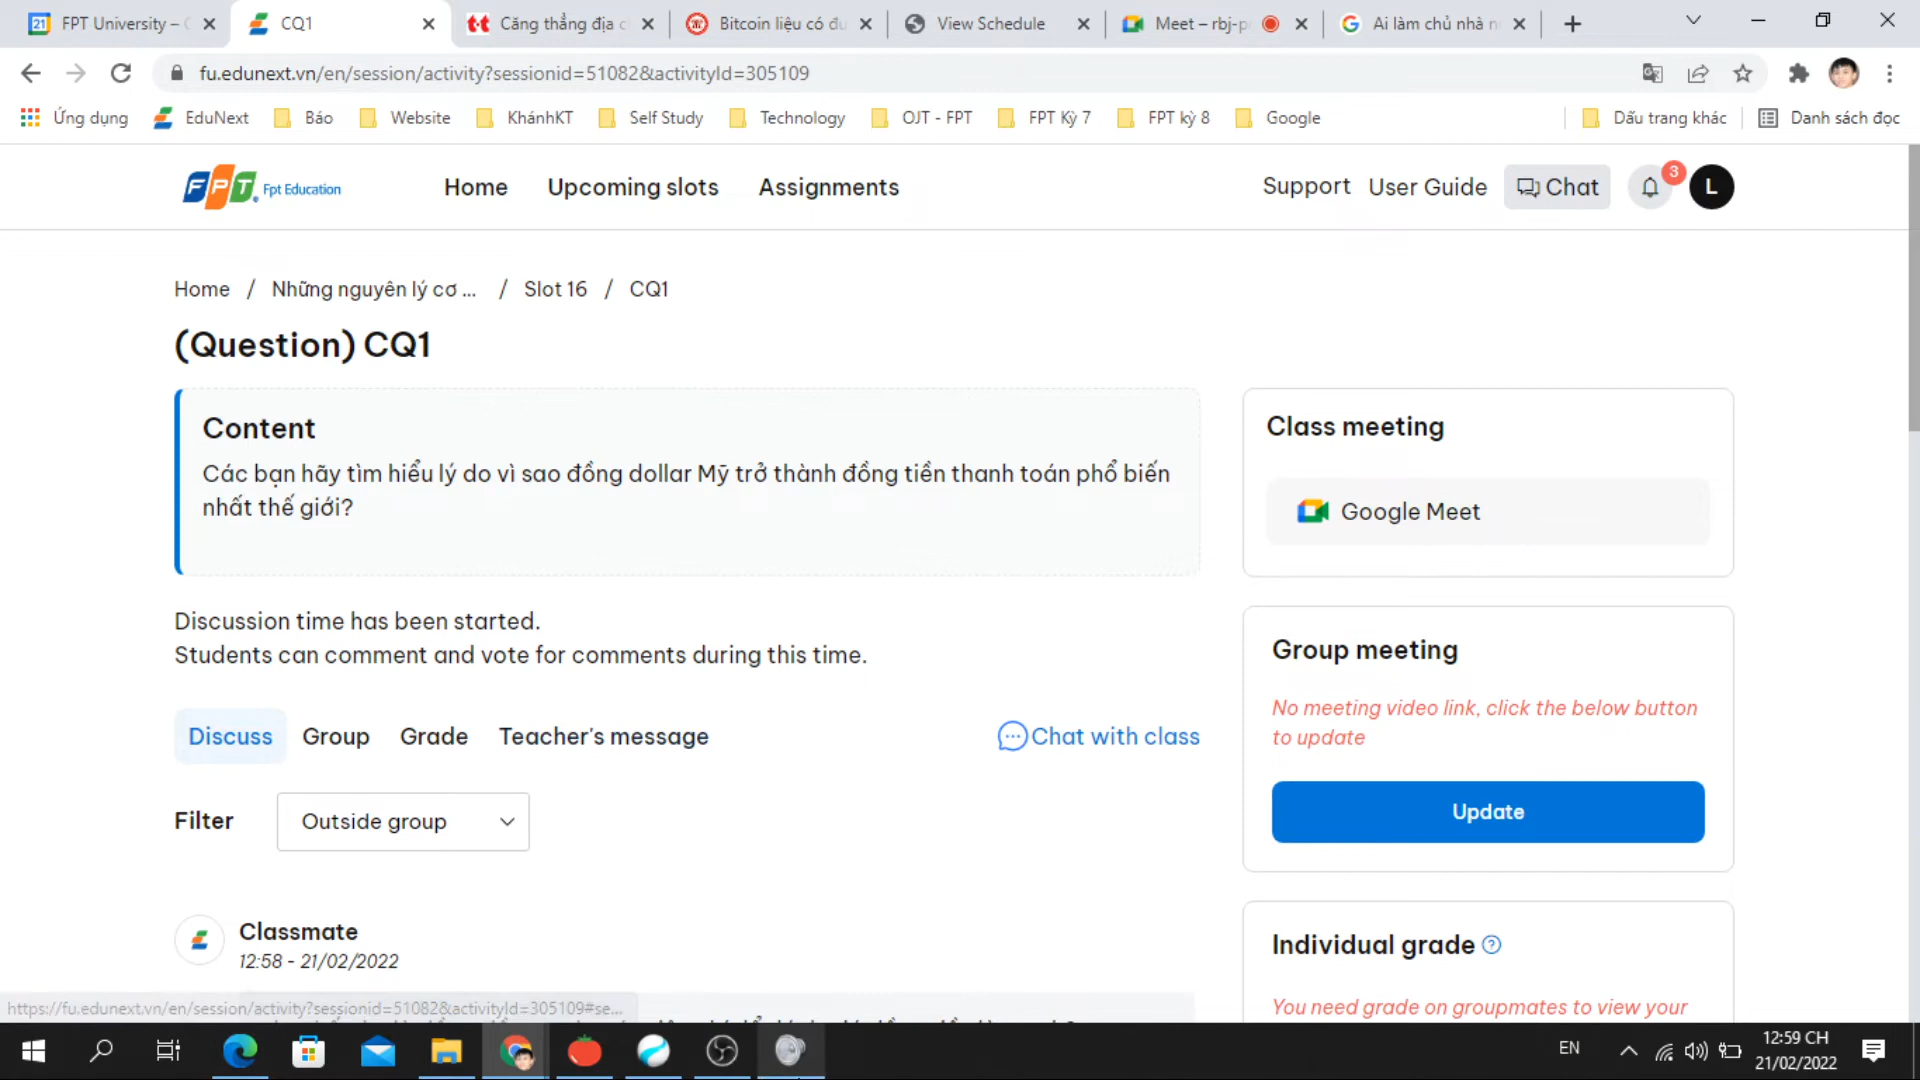 FPT University –
CQ1
Căng thẳng địa
Bitcoin liệu có
View Schedule
Meet – rbj-p
Ai làm chủ nhà
fu.edunext.vn/en/session/activity?sessionid=51082&activityId=305109
Ứng dụng
EduNext
Báo
Website
KhánhKT
Self Study
Technology
OJT - FPT
FPT Kỳ 7
FPT kỳ 8
Google
Dấu trang khác
Danh sách đọc
FPT Fpt Education
Home
Upcoming slots
Assignments
Support
User Guide
Chat
3
L
Home / Những nguyên lý cơ ... / Slot 16 / CQ1
(Question) CQ1
Content
Các bạn hãy tìm hiểu lý do vì sao đồng dollar Mỹ trở thành đồng tiền thanh toán phổ biến
nhất thế giới?
Class meeting
Google Meet
Discussion time has been started.
Students can comment and vote for comments during this time.
Group meeting
No meeting video link, click the below button
to update
Update
Discuss
Group
Grade
Teacher's message
Chat with class
Filter
Outside group
Classmate
12:58 - 21/02/2022
Individual grade
You need grade on groupmates to view your
https://fu.edunext.vn/en/session/activity?sessionid=51082&activityId=305109#se...
EN
12:59 CH
21/02/2022